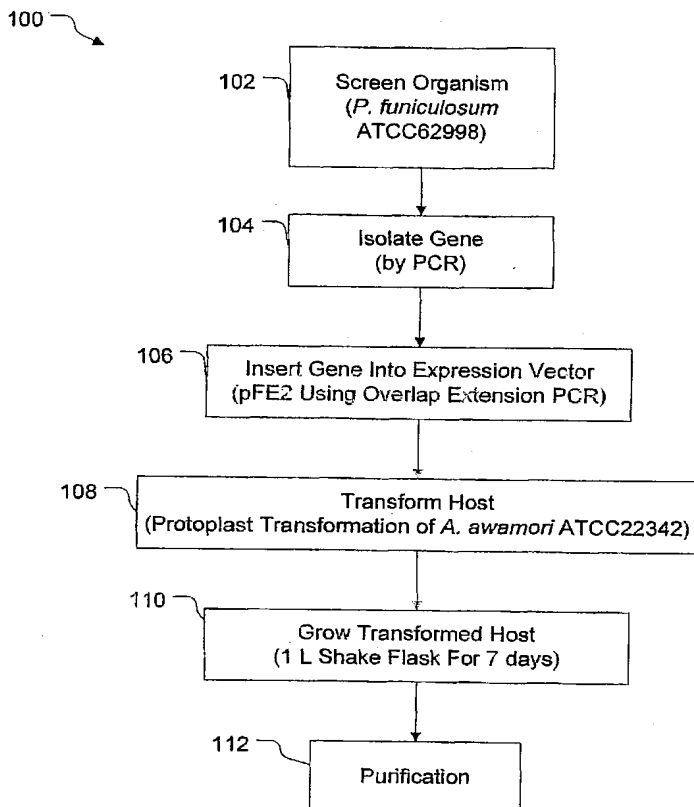 100
102
Screen Organism
(P. funiculosum
ATCC62998)
104
Isolate Gene
(by PCR)
106
Insert Gene Into Expression Vector
(pFE2 Using Overlap Extension PCR)
108
Transform Host
(Protoplast Transformation of A. awamori ATCC22342)
110
Grow Transformed Host
(1 L Shake Flask For 7 days)
112
Purification